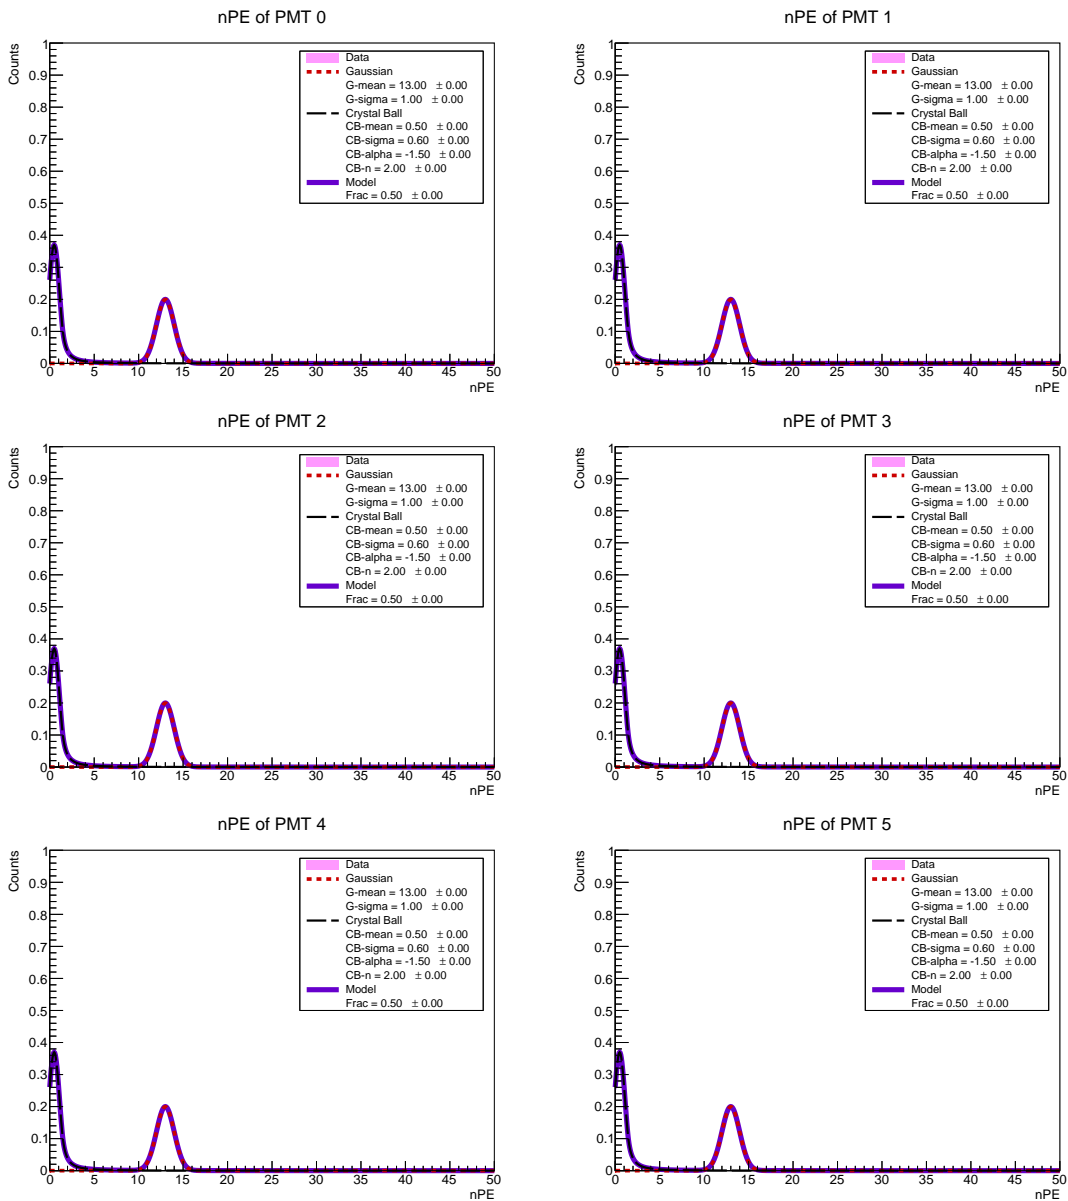 nPE of PMT 0
Counts
1
0.9
0.8
0.7
0.6
0.5
0.4
0.3
0.2
0.1
0
Data
Gaussian
G-mean = 13.00 ± 0.00
G-sigma = 1.00 ± 0.00
Crystal Ball
CB-mean = 0.50 ± 0.00
CB-sigma = 0.60 ± 0.00
CB-alpha = -1.50 ± 0.00
CB-n = 2.00 ± 0.00
Model
Frac = 0.50 ± 0.00
0 5 10 15 20 25 30 35 40 45 50
nPE
nPE of PMT 1
Counts
1
0.9
0.8
0.7
0.6
0.5
0.4
0.3
0.2
0.1
0
Data
Gaussian
G-mean = 13.00 ± 0.00
G-sigma = 1.00 ± 0.00
Crystal Ball
CB-mean = 0.50 ± 0.00
CB-sigma = 0.60 ± 0.00
CB-alpha = -1.50 ± 0.00
CB-n = 2.00 ± 0.00
Model
Frac = 0.50 ± 0.00
0 5 10 15 20 25 30 35 40 45 50
nPE
nPE of PMT 2
Counts
1
0.9
0.8
0.7
0.6
0.5
0.4
0.3
0.2
0.1
0
Data
Gaussian
G-mean = 13.00 ± 0.00
G-sigma = 1.00 ± 0.00
Crystal Ball
CB-mean = 0.50 ± 0.00
CB-sigma = 0.60 ± 0.00
CB-alpha = -1.50 ± 0.00
CB-n = 2.00 ± 0.00
Model
Frac = 0.50 ± 0.00
0 5 10 15 20 25 30 35 40 45 50
nPE
nPE of PMT 3
Counts
1
0.9
0.8
0.7
0.6
0.5
0.4
0.3
0.2
0.1
0
Data
Gaussian
G-mean = 13.00 ± 0.00
G-sigma = 1.00 ± 0.00
Crystal Ball
CB-mean = 0.50 ± 0.00
CB-sigma = 0.60 ± 0.00
CB-alpha = -1.50 ± 0.00
CB-n = 2.00 ± 0.00
Model
Frac = 0.50 ± 0.00
0 5 10 15 20 25 30 35 40 45 50
nPE
nPE of PMT 4
Counts
1
0.9
0.8
0.7
0.6
0.5
0.4
0.3
0.2
0.1
0
Data
Gaussian
G-mean = 13.00 ± 0.00
G-sigma = 1.00 ± 0.00
Crystal Ball
CB-mean = 0.50 ± 0.00
CB-sigma = 0.60 ± 0.00
CB-alpha = -1.50 ± 0.00
CB-n = 2.00 ± 0.00
Model
Frac = 0.50 ± 0.00
0 5 10 15 20 25 30 35 40 45 50
nPE
nPE of PMT 5
Counts
1
0.9
0.8
0.7
0.6
0.5
0.4
0.3
0.2
0.1
0
Data
Gaussian
G-mean = 13.00 ± 0.00
G-sigma = 1.00 ± 0.00
Crystal Ball
CB-mean = 0.50 ± 0.00
CB-sigma = 0.60 ± 0.00
CB-alpha = -1.50 ± 0.00
CB-n = 2.00 ± 0.00
Model
Frac = 0.50 ± 0.00
0 5 10 15 20 25 30 35 40 45 50
nPE